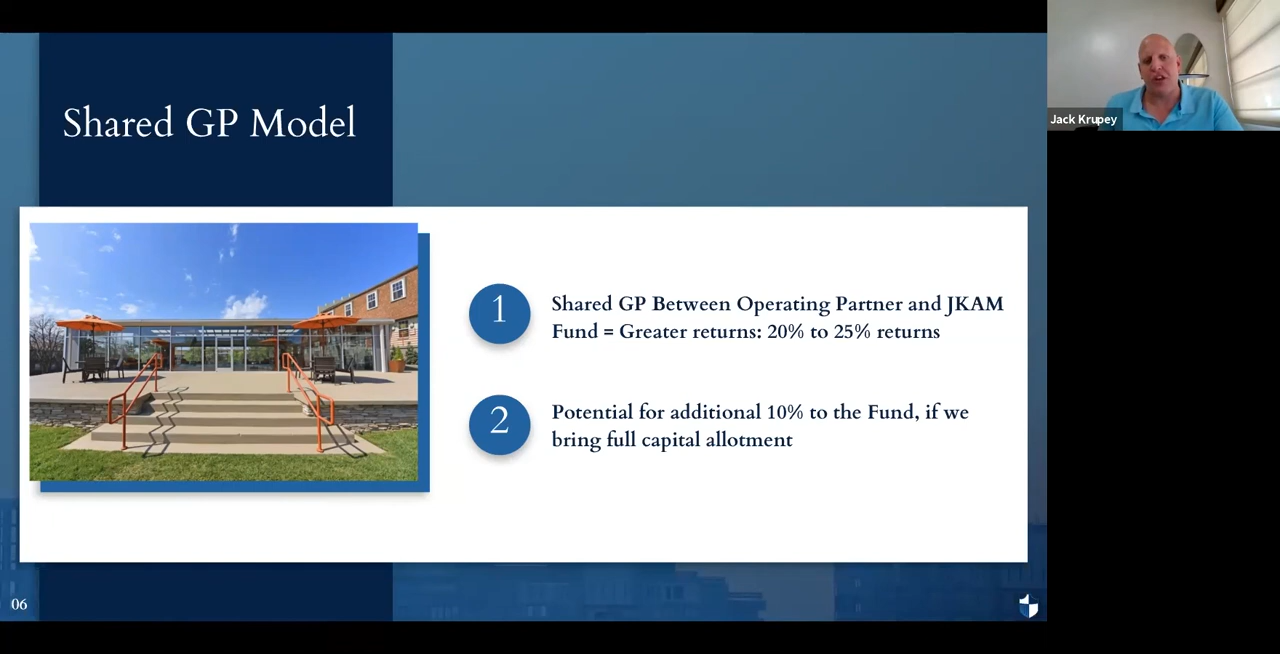 Shared GP Model
Jack Krupey
1
Shared GP Between Operating Partner and JKAM
Fund = Greater returns: 20% to 25% returns
2
Potential for additional 10% to the Fund, if we
bring full capital allotment
06